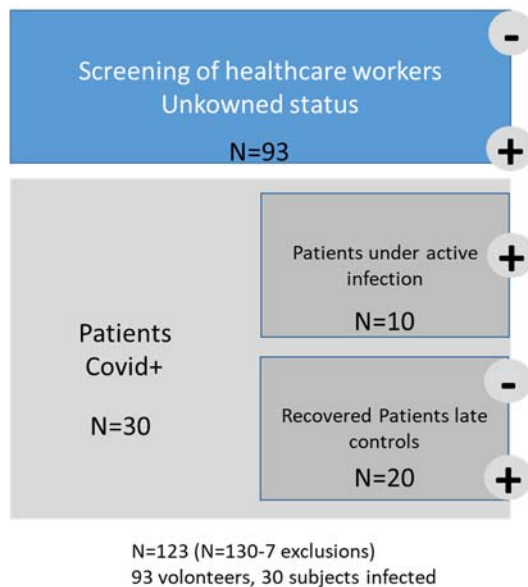 -
Screening of healthcare workers
Unkowned status
N=93
+
Patients
Covid+
N=30
Patients under active
infection
+
N=10
-
Recovered Patients late
controls
N=20
+
N=123 (N=130-7 exclusions)
93 volonteers, 30 subjects infected